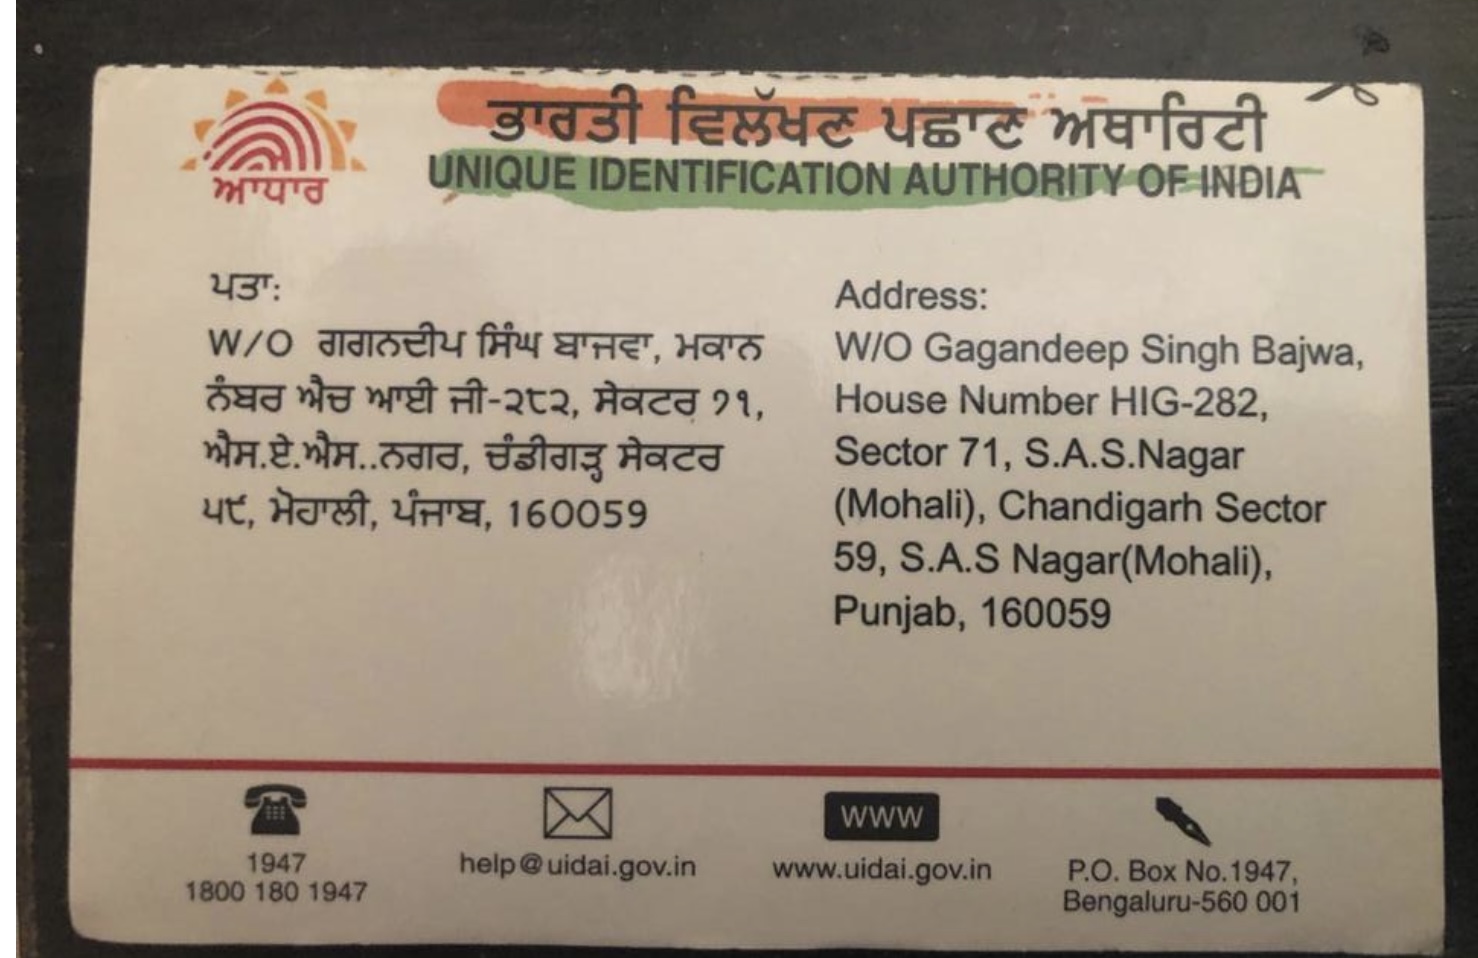 ਭਾਰਤੀ ਵਿਲੱਖਣ ਪਛਾਣ ਅਥਾਰਿਟੀ
UNIQUE IDENTIFICATION AUTHORITY OF INDIA
ਆਧਾਰ
ਪਤਾ:
W/O ਗਗਨਦੀਪ ਸਿੰਘ ਬਾਜਵਾ, ਮਕਾਨ
ਨੰਬਰ ਐਚ ਆਈ ਜੀ-੨੮੨, ਸੇਕਟਰ ੭੧,
ਐਸ.ਏ.ਐਸ..ਨਗਰ, ਚੰਡੀਗੜ੍ਹ ਸੇਕਟਰ
੫੯, ਮੋਹਾਲੀ, ਪੰਜਾਬ, 160059
Address:
W/O Gagandeep Singh Bajwa,
House Number HIG-282,
Sector 71, S.A.S.Nagar
(Mohali), Chandigarh Sector
59, S.A.S Nagar(Mohali),
Punjab, 160059
1947
1800 180 1947
help@uidai.gov.in
WWW
www.uidai.gov.in
P.O. Box No.1947,
Bengaluru-560 001